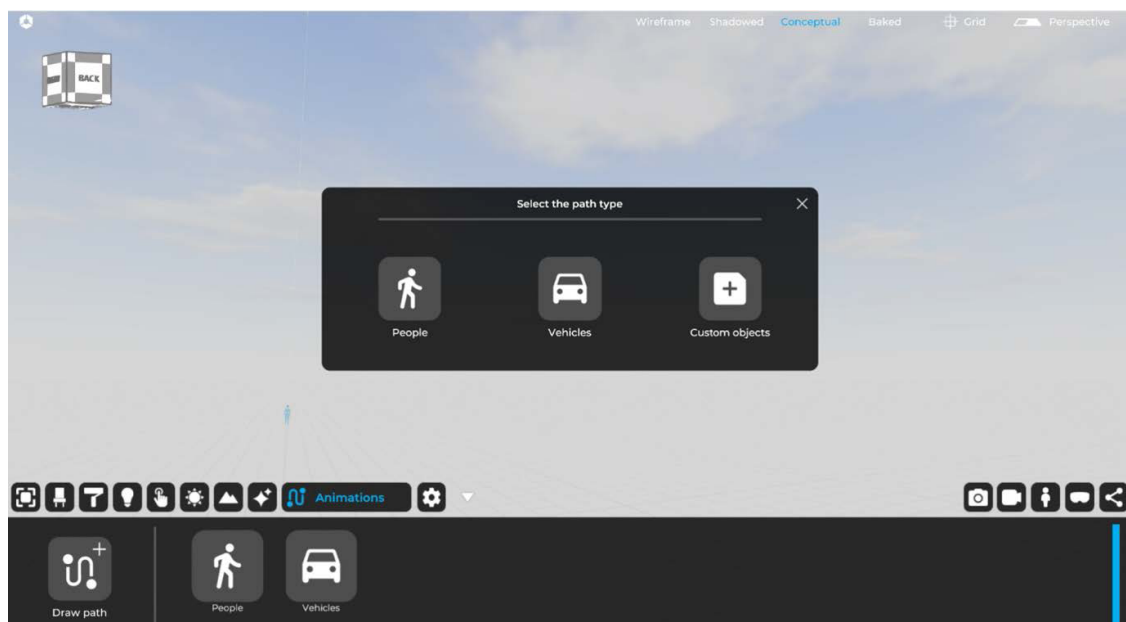 Wireframe Shadowed Conceptual Baked Grid Perspective
BACK
Select the path type
People Vehicles Custom objects
Animations
Draw path People Vehicles